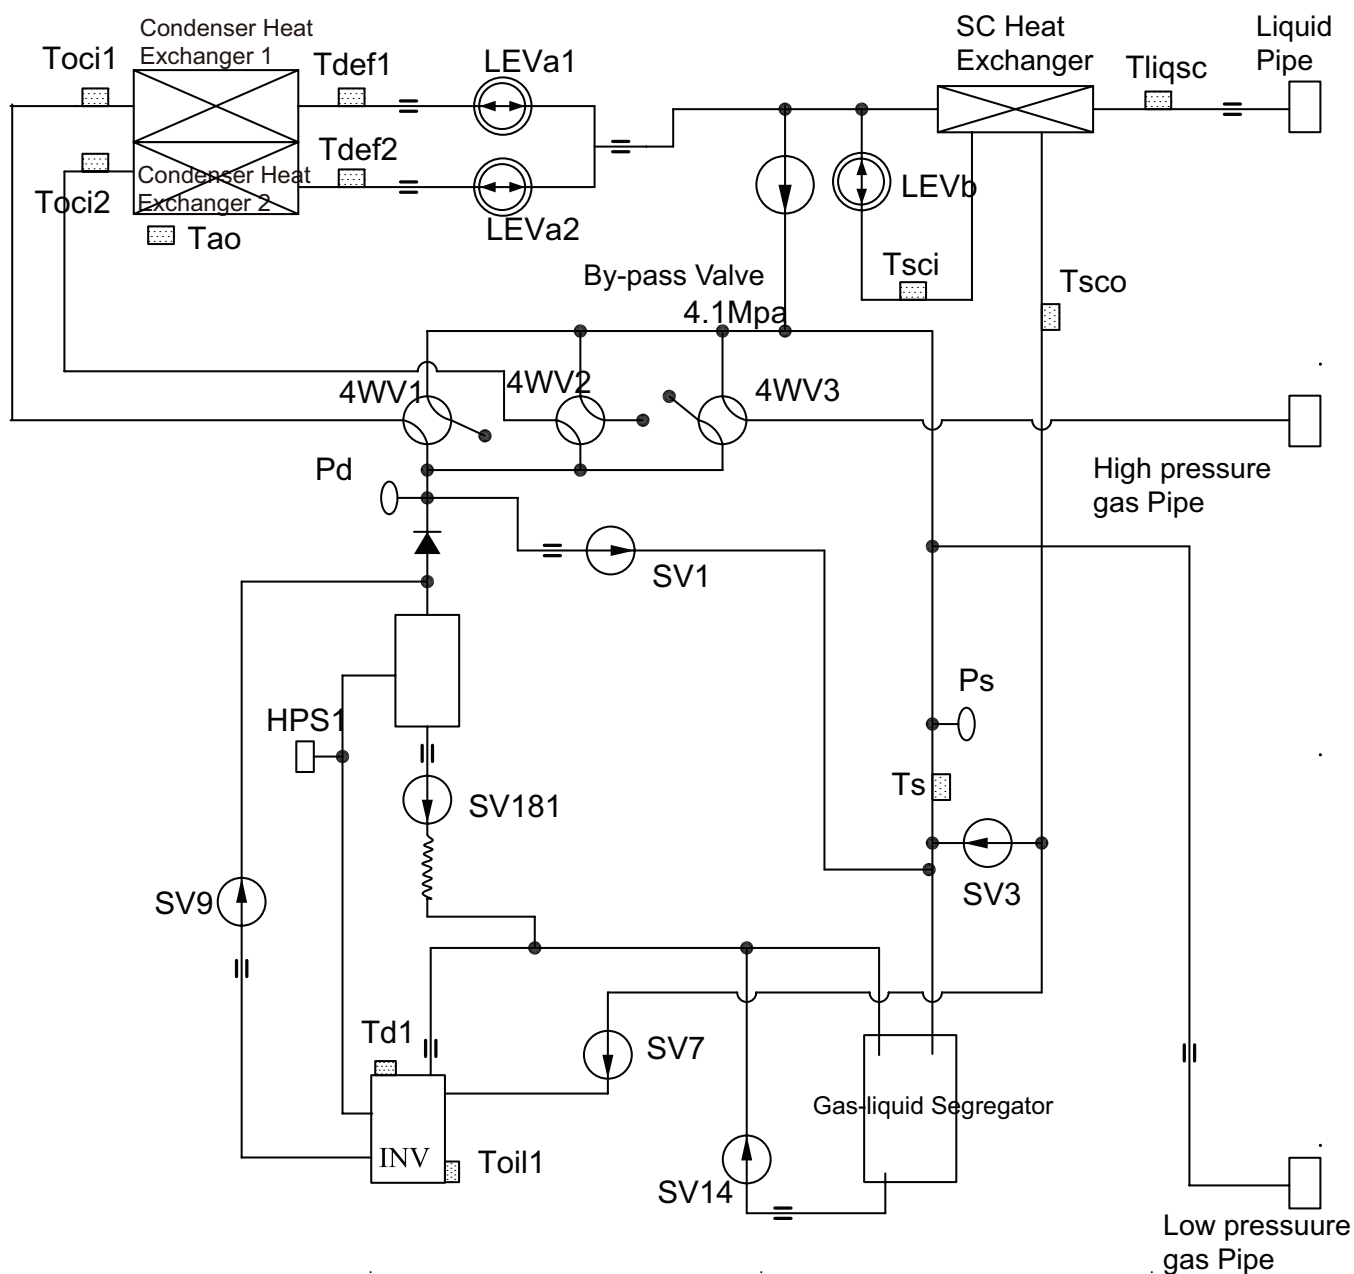 Condenser Heat
Exchanger 1
SC Heat
Exchanger
Liquid
Pipe
Toci1
Tdef1
LEVa1
Tliqsc
Toci2
Condenser Heat
Exchanger 2
Tdef2
LEVa2
LEVb
Tao
Tsci
Tsco
By-pass Valve
4.1Mpa
4WV1
4WV2
4WV3
Pd
High pressure
gas Pipe
SV1
Ps
HPS1
Ts
SV181
SV9
SV3
Td1
SV7
Gas-liquid Segregator
INV
Toil1
SV14
Low pressuure
gas Pipe